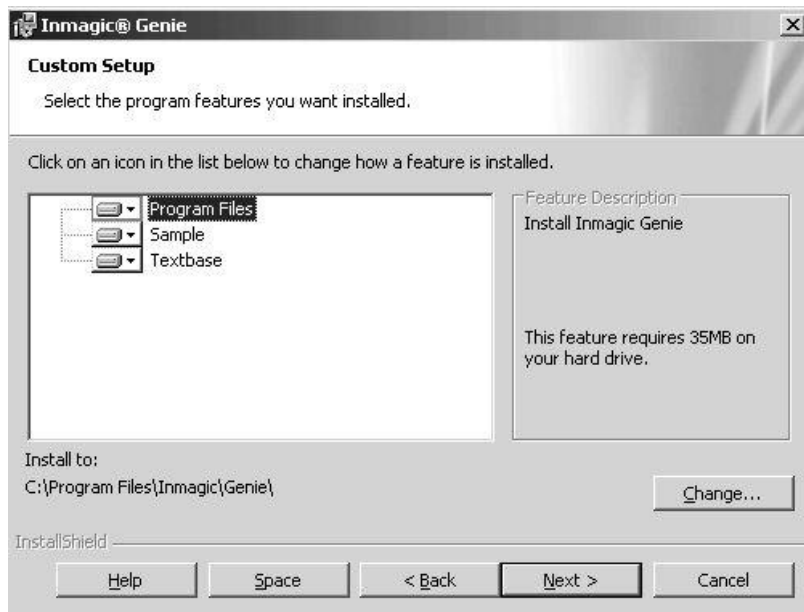 Inmagic® Genie
Custom Setup
Select the program features you want installed.
Click on an icon in the list below to change how a feature is installed.
Program Files
Sample
Textbase
Feature Description
Install Inmagic Genie
This feature requires 35MB on
your hard drive.
Install to:
C:\Program Files\Inmagic\Genie\
Change...
InstallShield
Help
Space
< Back
Next >
Cancel